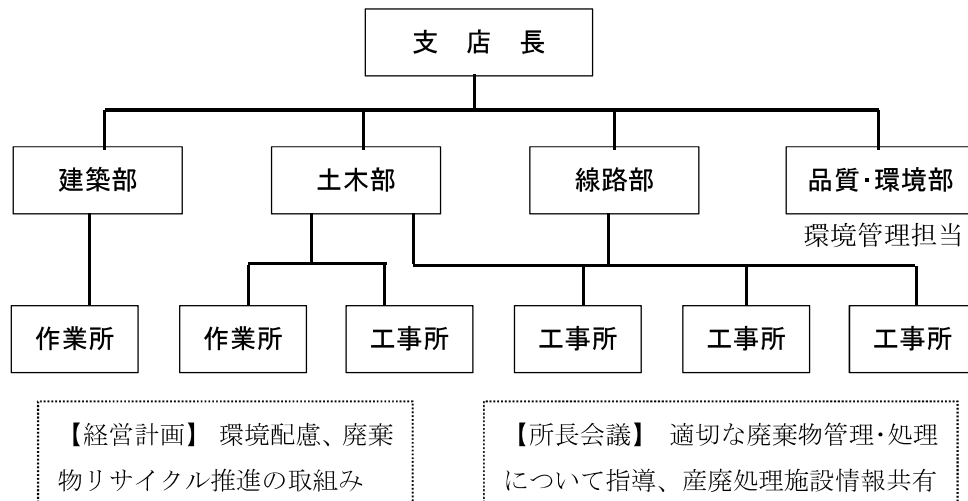 支 店 長
建築部 土木部 線路部 品質・環境部
環境管理担当
作業所 作業所 工事所 工事所 工事所 工事所
【経営計画】 環境配慮、廃棄
物リサイクル推進の取組み
【所長会議】 適切な廃棄物管理・処理
について指導、産廃処理施設情報共有